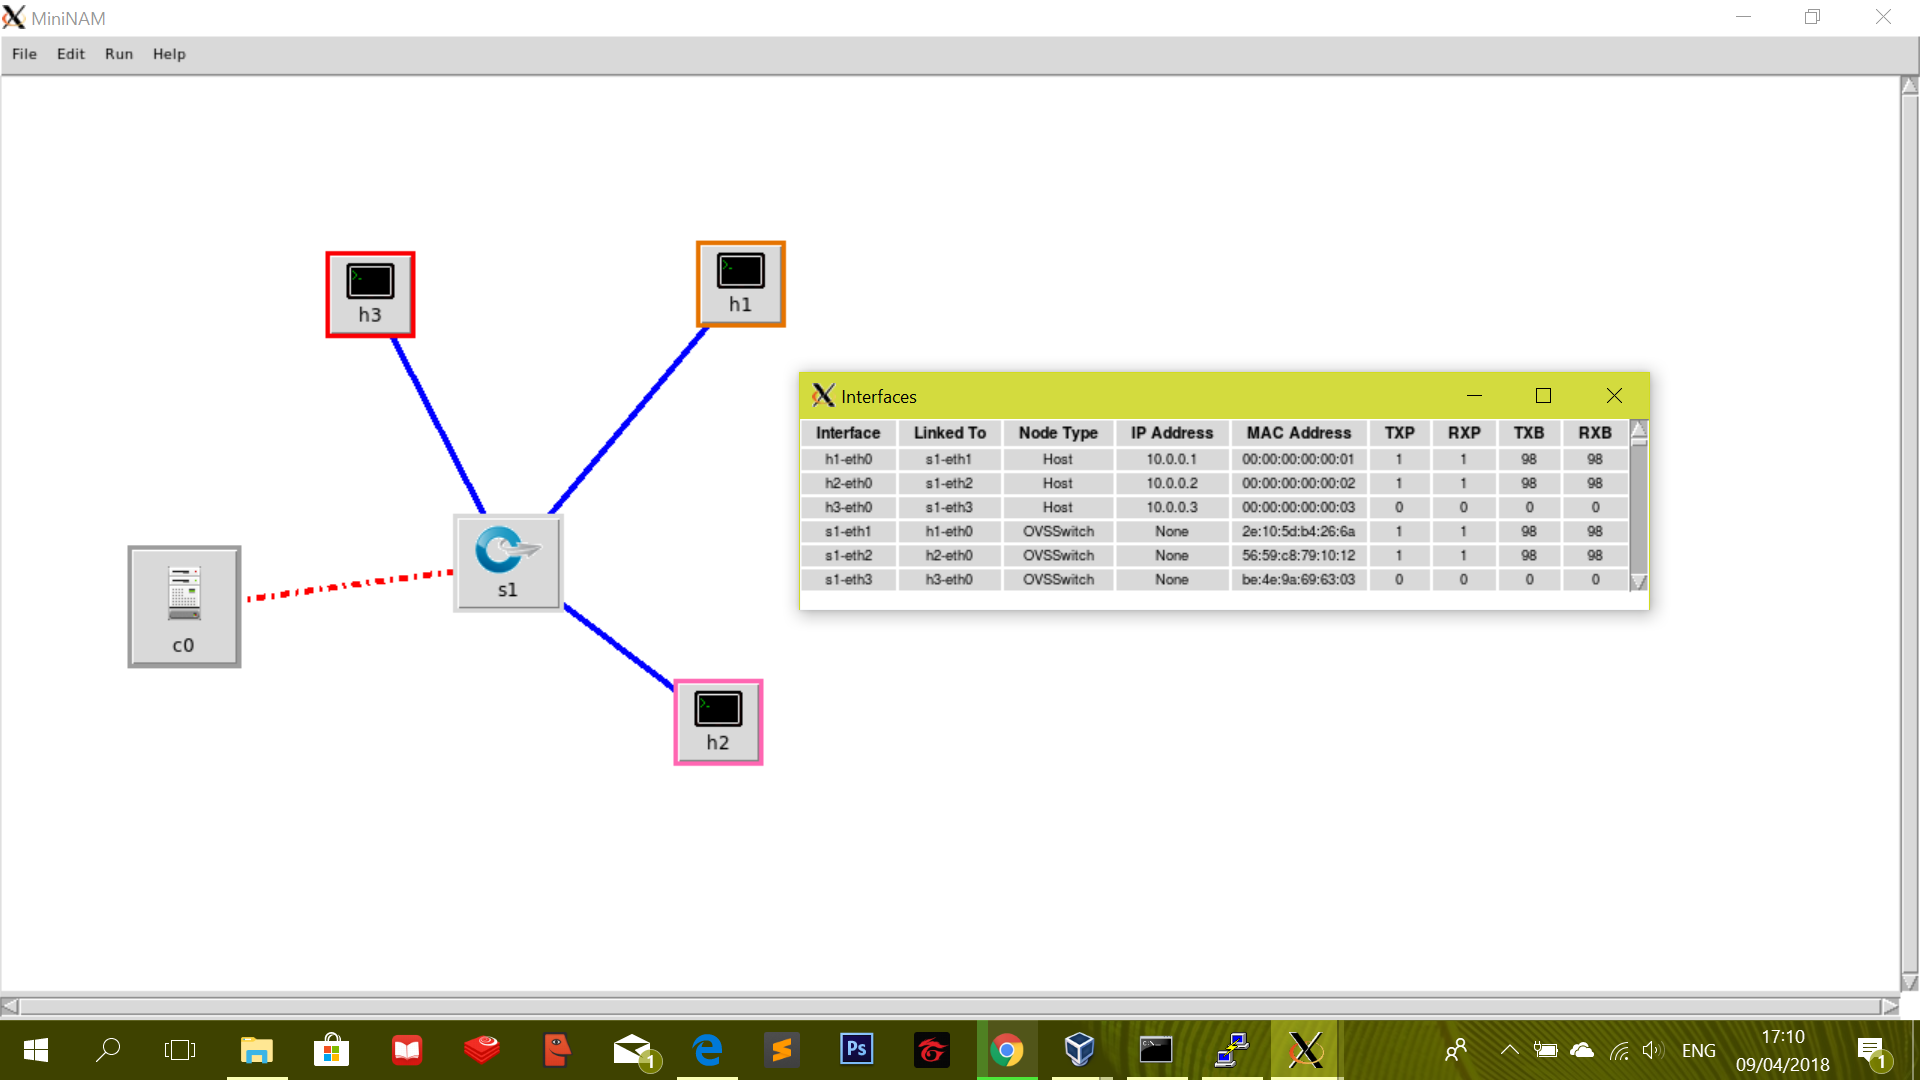 MiniNAM
File Edit Run Help
h3
h1
Interfaces
Interface Linked To Node Type IP Address MAC Address TXP RXP TXB RXB
h1-eth0 s1-eth1 Host 10.0.0.1 00:00:00:00:00:01 1 1 98 98
h2-eth0 s1-eth2 Host 10.0.0.2 00:00:00:00:00:02 1 1 98 98
h3-eth0 s1-eth3 Host 10.0.0.3 00:00:00:00:00:03 0 0 0 0
s1-eth1 h1-eth0 OVSSwitch None 2e:10:5d:b4:26:6a 1 1 98 98
s1-eth2 h2-eth0 OVSSwitch None 56:59:c8:79:10:12 1 1 98 98
s1-eth3 h3-eth0 OVSSwitch None be:4e:9a:69:63:03 0 0 0 0
s1
c0
h2
1
Ps
ENG
17:10
09/04/2018
1